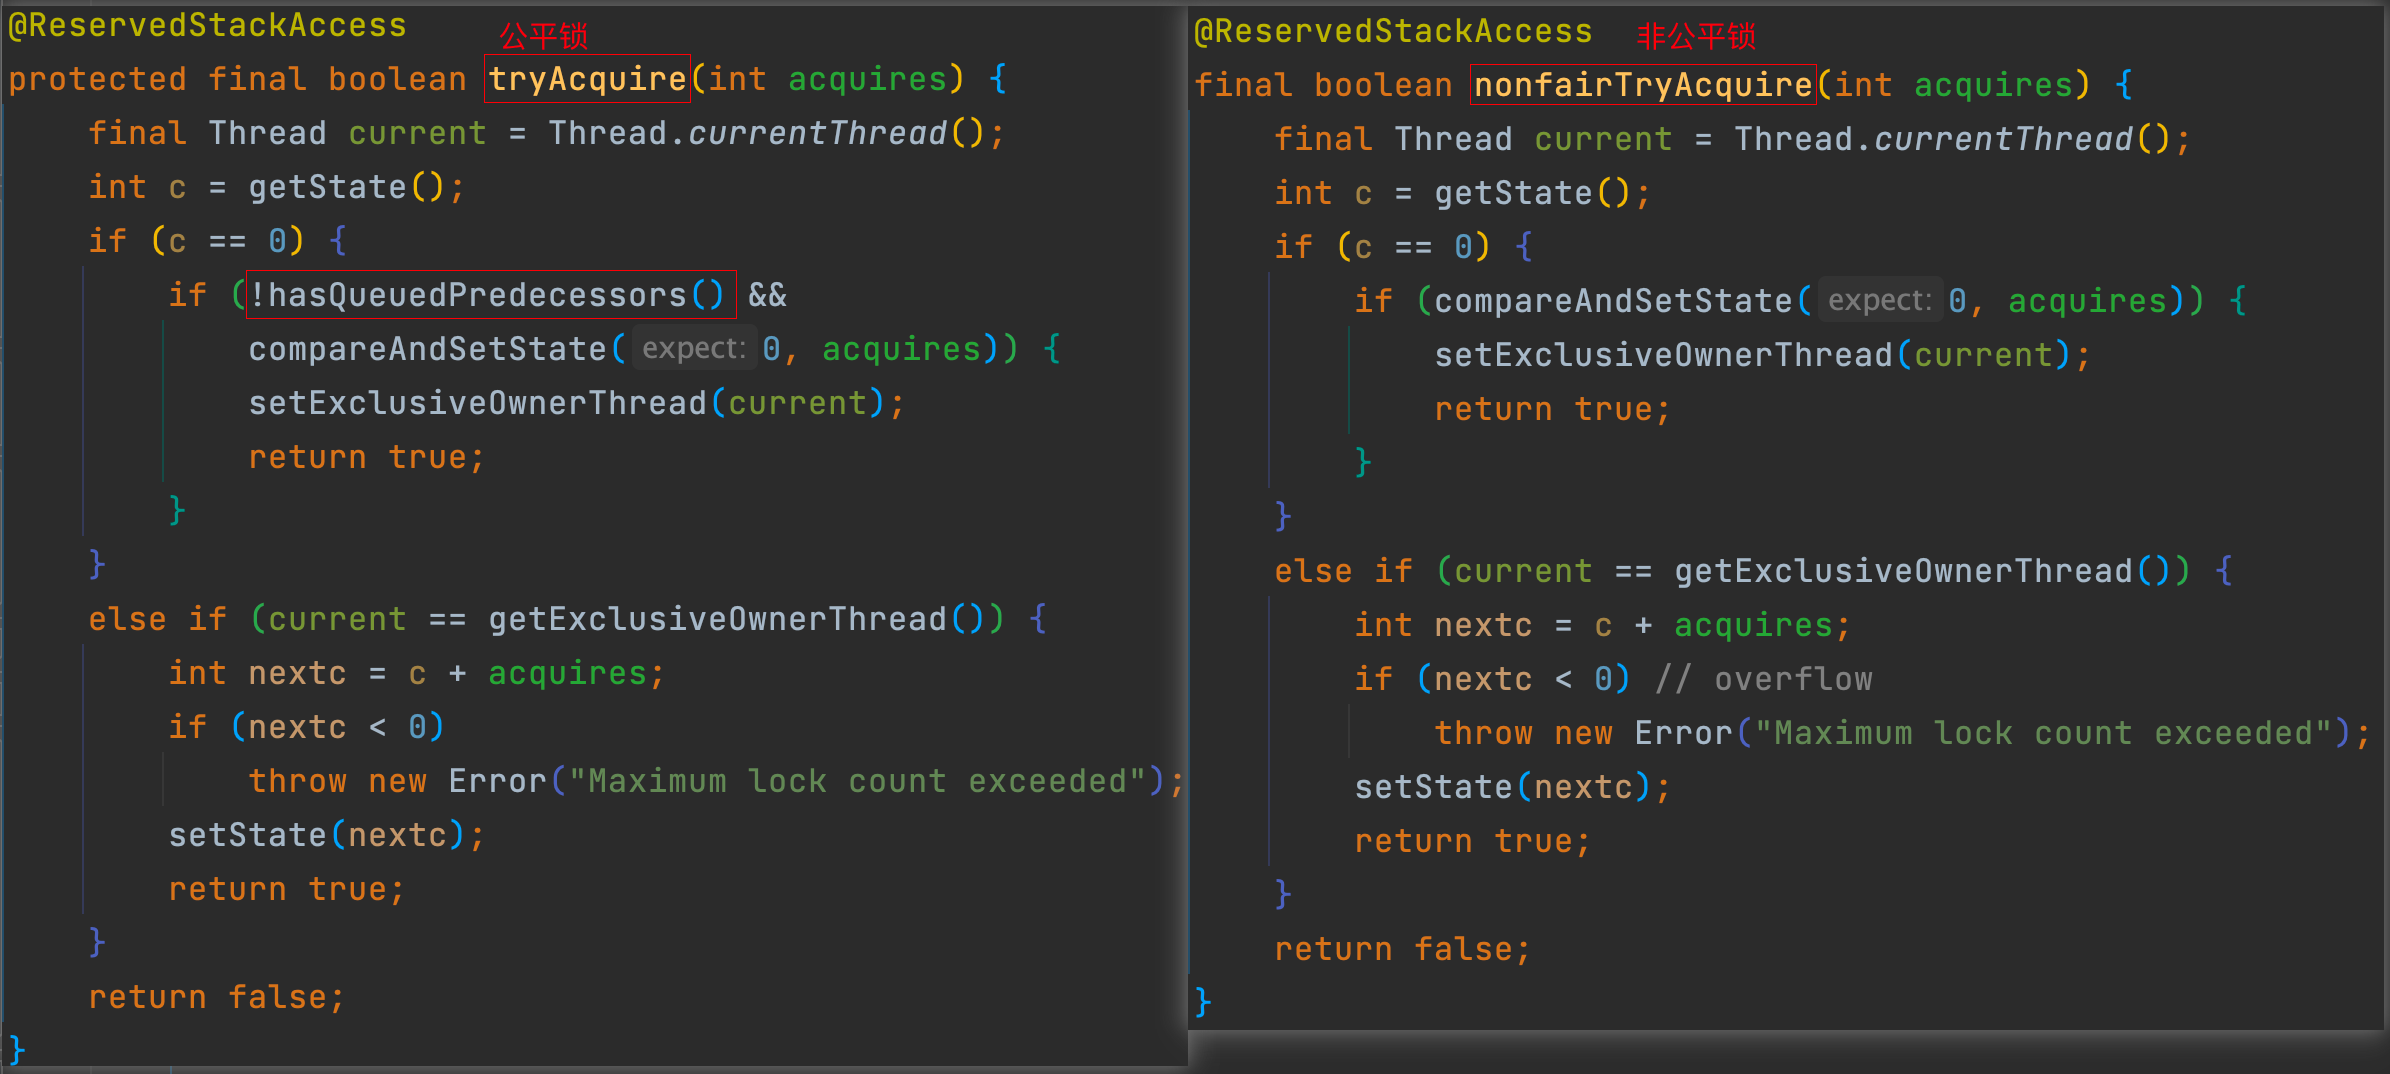 @ReservedStackAccess 公平锁
protected final boolean tryAcquire(int acquires) {
    final Thread current = Thread.currentThread();
    int c = getState();
    if (c == 0) {
        if (!hasQueuedPredecessors() &&
            compareAndSetState( expect: 0, acquires)) {
            setExclusiveOwnerThread(current);
            return true;
        }
    }
    else if (current == getExclusiveOwnerThread()) {
        int nextc = c + acquires;
        if (nextc < 0)
            throw new Error("Maximum lock count exceeded");
        setState(nextc);
        return true;
    }
    return false;
}
@ReservedStackAccess 非公平锁
final boolean nonfairTryAcquire(int acquires) {
    final Thread current = Thread.currentThread();
    int c = getState();
    if (c == 0) {
        if (compareAndSetState( expect: 0, acquires)) {
            setExclusiveOwnerThread(current);
            return true;
        }
    }
    else if (current == getExclusiveOwnerThread()) {
        int nextc = c + acquires;
        if (nextc < 0) // overflow
            throw new Error("Maximum lock count exceeded");
        setState(nextc);
        return true;
    }
    return false;
}